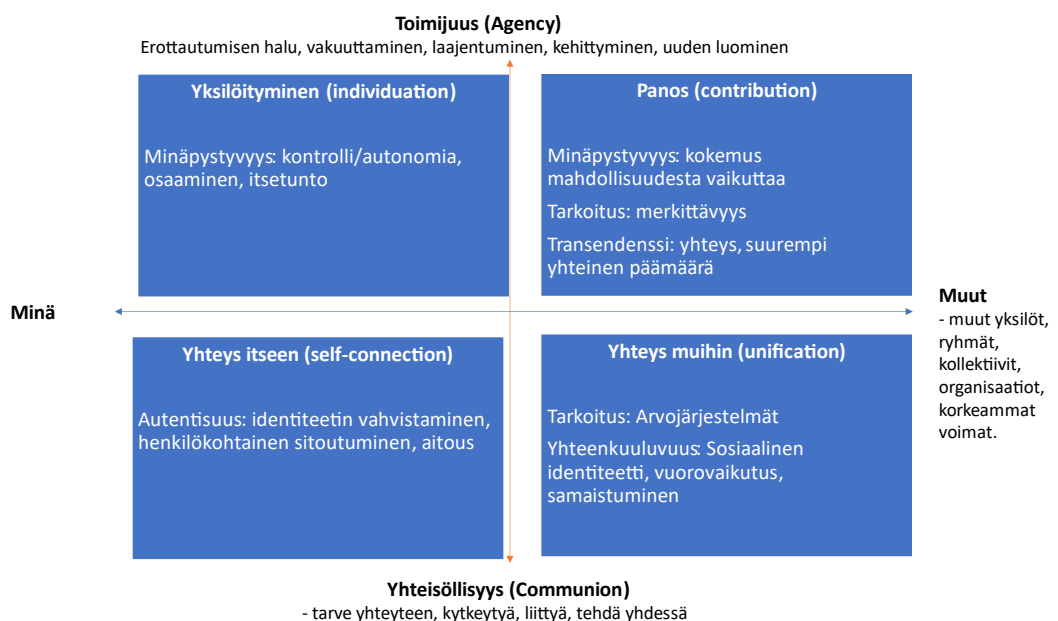 Toimijuus (Agency)
Erottautumisen halu, vakuuttaminen, laajentuminen, kehittyminen, uuden luominen
Yksilöityminen (individuation)
Minäpystyvyys: kontrolli/autonomia,
osaaminen, itsetunto
Panos (contribution)
Minäpystyvyys: kokemus
mahdollisuudesta vaikuttaa
Tarkoitus: merkittävyys
Transendenssi: yhteys, suurempi
yhteinen päämäärä
Minä
Muut
- muut yksilöt,
ryhmät,
kollektiivit,
organisaatiot,
korkeammat
voimat.
Yhteys itseen (self-connection)
Autentisuus: identiteetin vahvistaminen,
henkilökohtainen sitoutuminen, aitous
Yhteys muihin (unification)
Tarkoitus: Arvojärjestelmät
Yhteenkuuluvuus: Sosiaalinen
identiteetti, vuorovaikutus,
samaistuminen
Yhteisöllisyys (Communion)
- tarve yhteyteen, kytkeytyä, liittyä, tehdä yhdessä